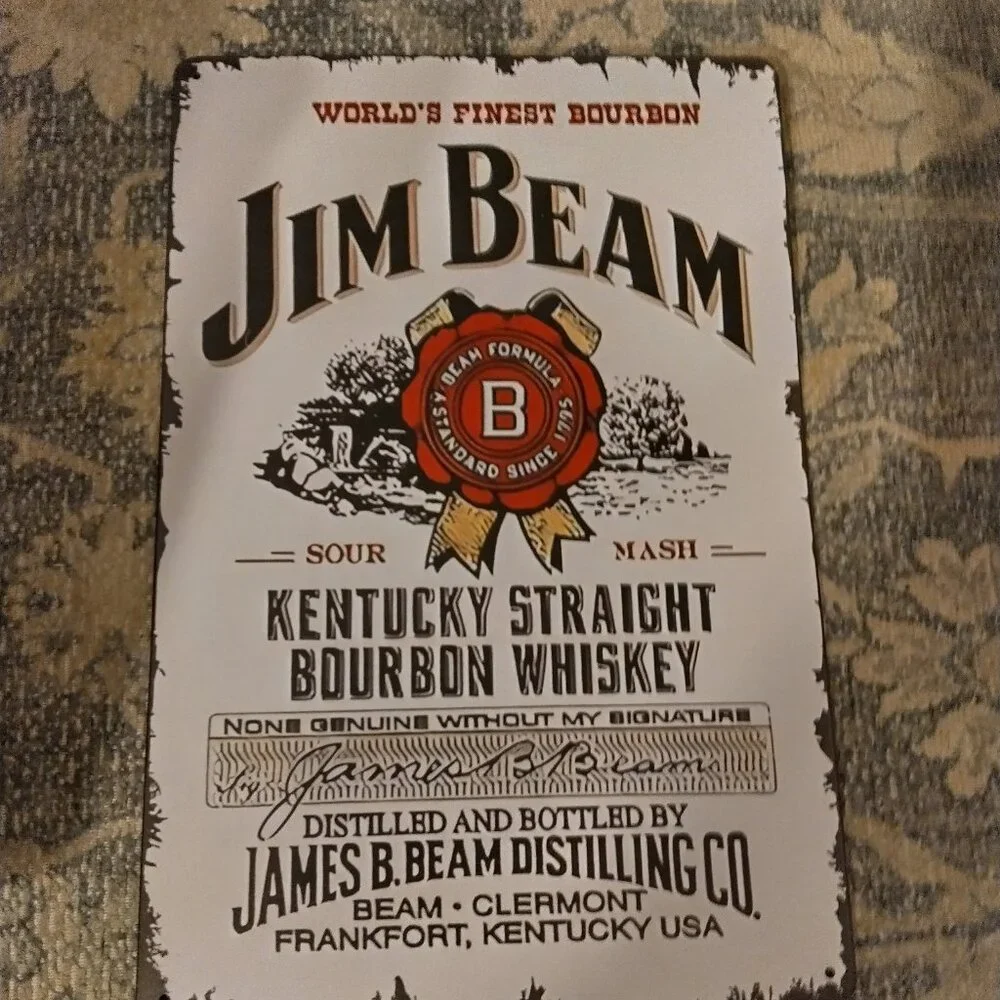 WORLD'S FINEST BOURBON
JIM BEAM
BEAM FORMULA
B
A STANDARD SINCE 1795
SOUR MASH
KENTUCKY STRAIGHT
BOURBON WHISKEY
NONE GENUINE WITHOUT MY SIGNATURE
Sig. James B. Beam
DISTILLED AND BOTTLED BY
JAMES B. BEAM DISTILLING CO.
BEAM • CLERMONT
FRANKFORT, KENTUCKY USA